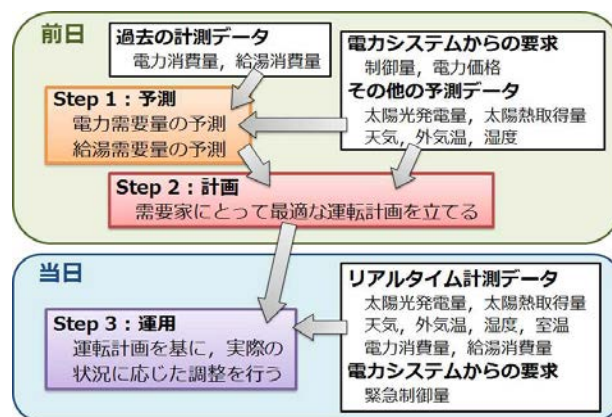 前日
過去の計測データ
電力消費量，給湯消費量
電力システムからの要求
制御量，電力価格
その他の予測データ
太陽光発電量，太陽熱取得量
天気，外気温，湿度
Step 1：予測
電力需要量の予測
給湯需要量の予測
Step 2：計画
需要家にとって最適な運転計画を立てる
当日
リアルタイム計測データ
太陽光発電量，太陽熱取得量
天気，外気温，湿度，室温
電力消費量，給湯消費量
電力システムからの要求
緊急制御量
Step 3：運用
運転計画を基に，実際の
状況に応じた調整を行う